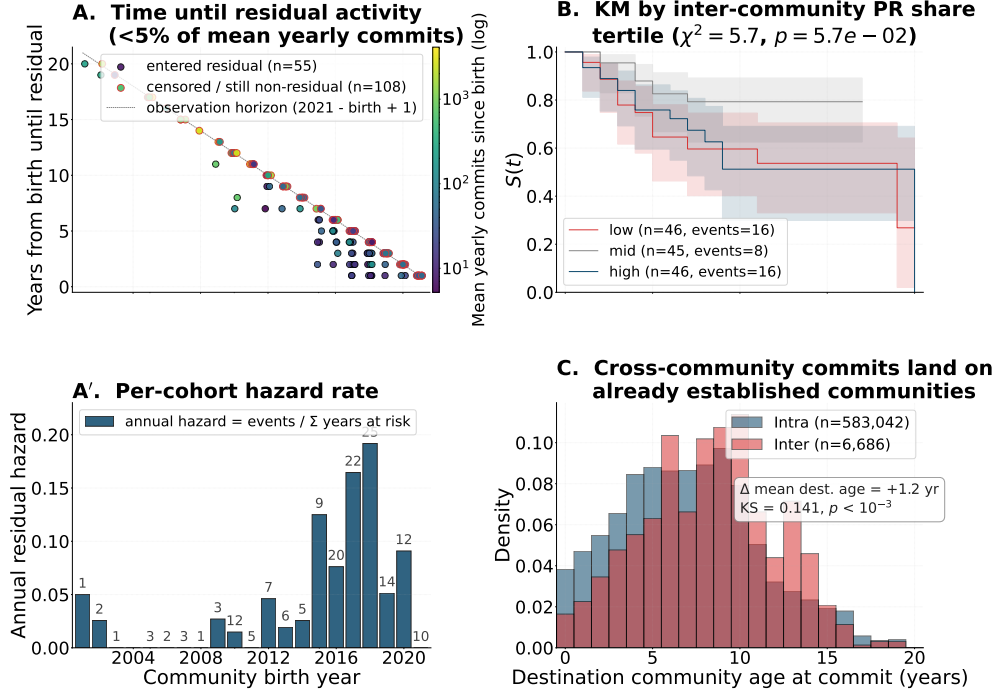 A.  Time until residual activity
(<5% of mean yearly commits)
Years from birth until residual
20
15
10
5
0
entered residual (n=55)
censored / still non-residual (n=108)
observation horizon (2021 - birth + 1)
10³
10²
10¹
Mean yearly commits since birth (log)
B.  KM by inter-community PR share
tertile (χ² = 5.7, p = 5.7e − 02)
S(t)
1.0
0.8
0.6
0.4
0.2
0.0
low (n=46, events=16)
mid (n=45, events=8)
high (n=46, events=16)
A′.  Per-cohort hazard rate
Annual residual hazard
0.20
0.15
0.10
0.05
0.00
annual hazard = events / Σ years at risk
1
2
1
3
2
3
1
3
12
5
7
6
5
9
20
22
25
14
12
10
2004
2008
2012
2016
2020
Community birth year
C.  Cross-community commits land on
already established communities
Density
0.10
0.08
0.06
0.04
0.02
0.00
Intra (n=583,042)
Inter (n=6,686)
Δ mean dest. age = +1.2 yr
KS = 0.141, p < 10⁻³
0
5
10
15
20
Destination community age at commit (years)